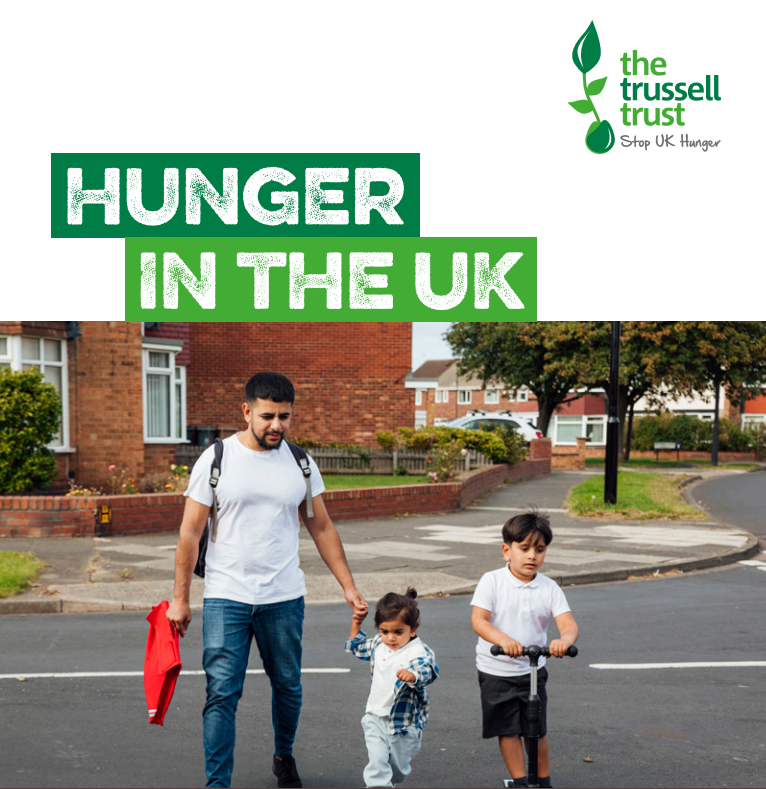 the
trussell
trust
Stop UK Hunger
HUNGER
IN THE UK